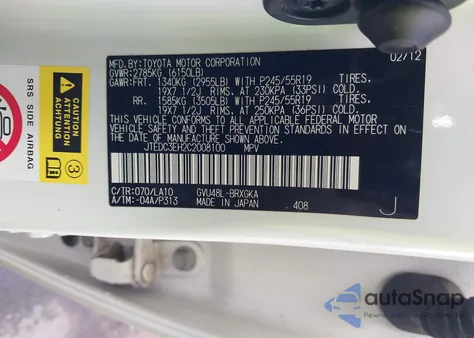 MFD.BY:TOYOTA MOTOR CORPORATION 02/12
GVWR:2785KG (6150LB)
GAWR:FRT. 1340KG (2955LB) WITH P245/55R19 TIRES,
19X7 1/2J RIMS, AT 230KPA (33PSI) COLD
RR. 1585KG (3505LB) WITH P245/55R19 TIRES,
19X7 1/2J RIMS, AT 250KPA (36PSI) COLD
THIS VEHICLE CONFORMS TO ALL APPLICABLE FEDERAL MOTOR
VEHICLE SAFETY STANDARDS IN EFFECT ON THE DATE OF
MANUFACTURE SHOWN ABOVE.
JTEDC3EH2C2008100 MPV
C/TR:070/LA10 GVU48L-BRXGKA
A/TM:-04A/P313 MADE IN JAPAN 408 J
SRS SIDE AIRBAG
CAUTION
ACHTUNG
ATTENTION
3
autoSnap